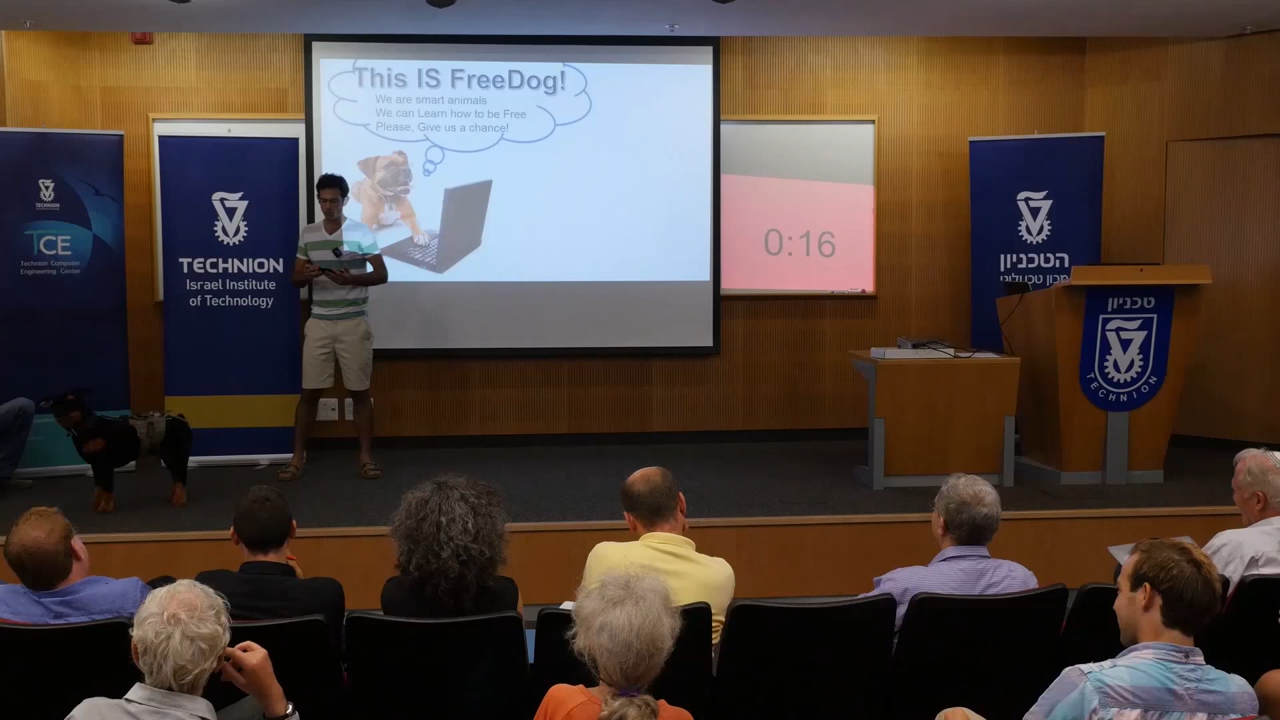 This IS FreeDog!
We are smart animals
We can Learn how to be Free
Please, Give us a chance!
0:16
TECHNION
TCE
Technion Computer
Engineering Center
TECHNION
Israel Institute
of Technology
הטכניון
מכון טכנולוגי
טכניון
TECHNION